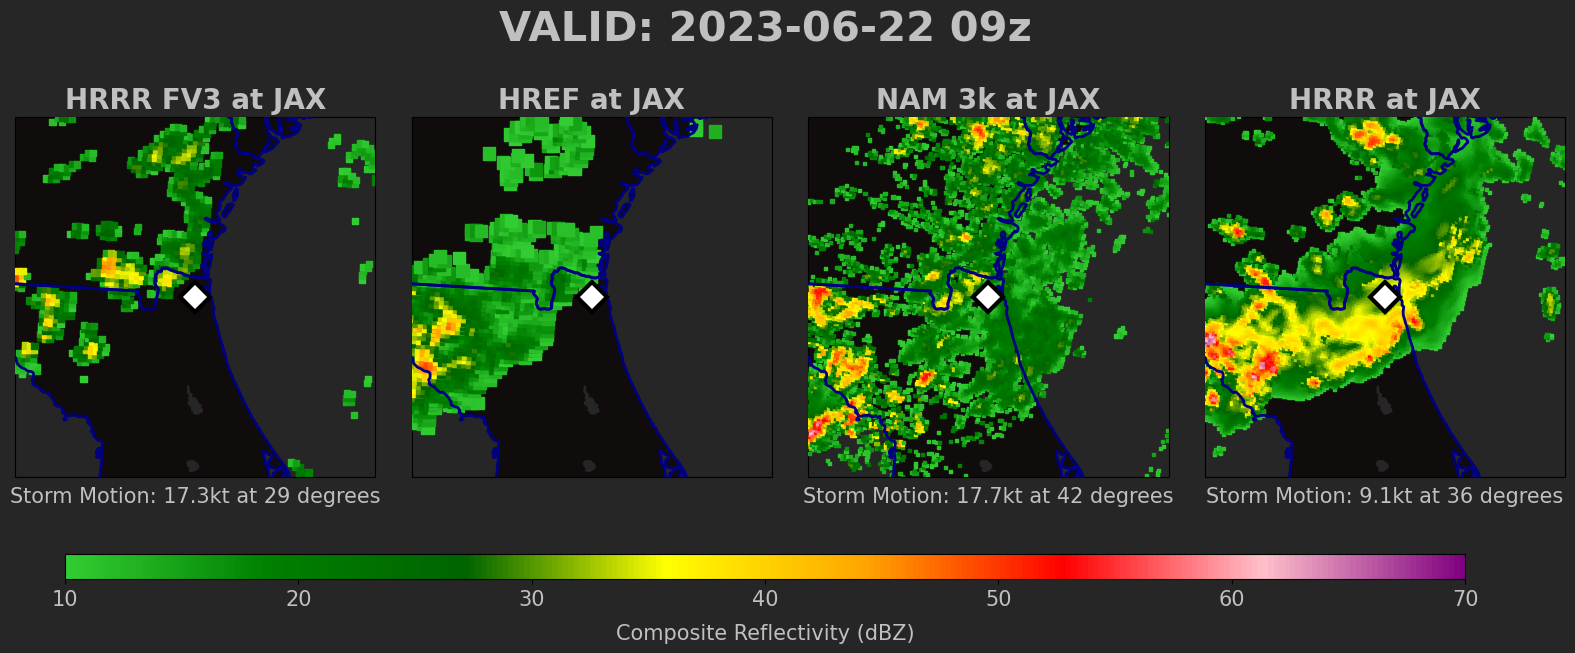 VALID: 2023-06-22 09z
HRRR FV3 at JAX
HREF at JAX
NAM 3k at JAX
HRRR at JAX
Storm Motion: 17.3kt at 29 degrees
Storm Motion: 17.7kt at 42 degrees
Storm Motion: 9.1kt at 36 degrees
10 20 30 40 50 60 70
Composite Reflectivity (dBZ)